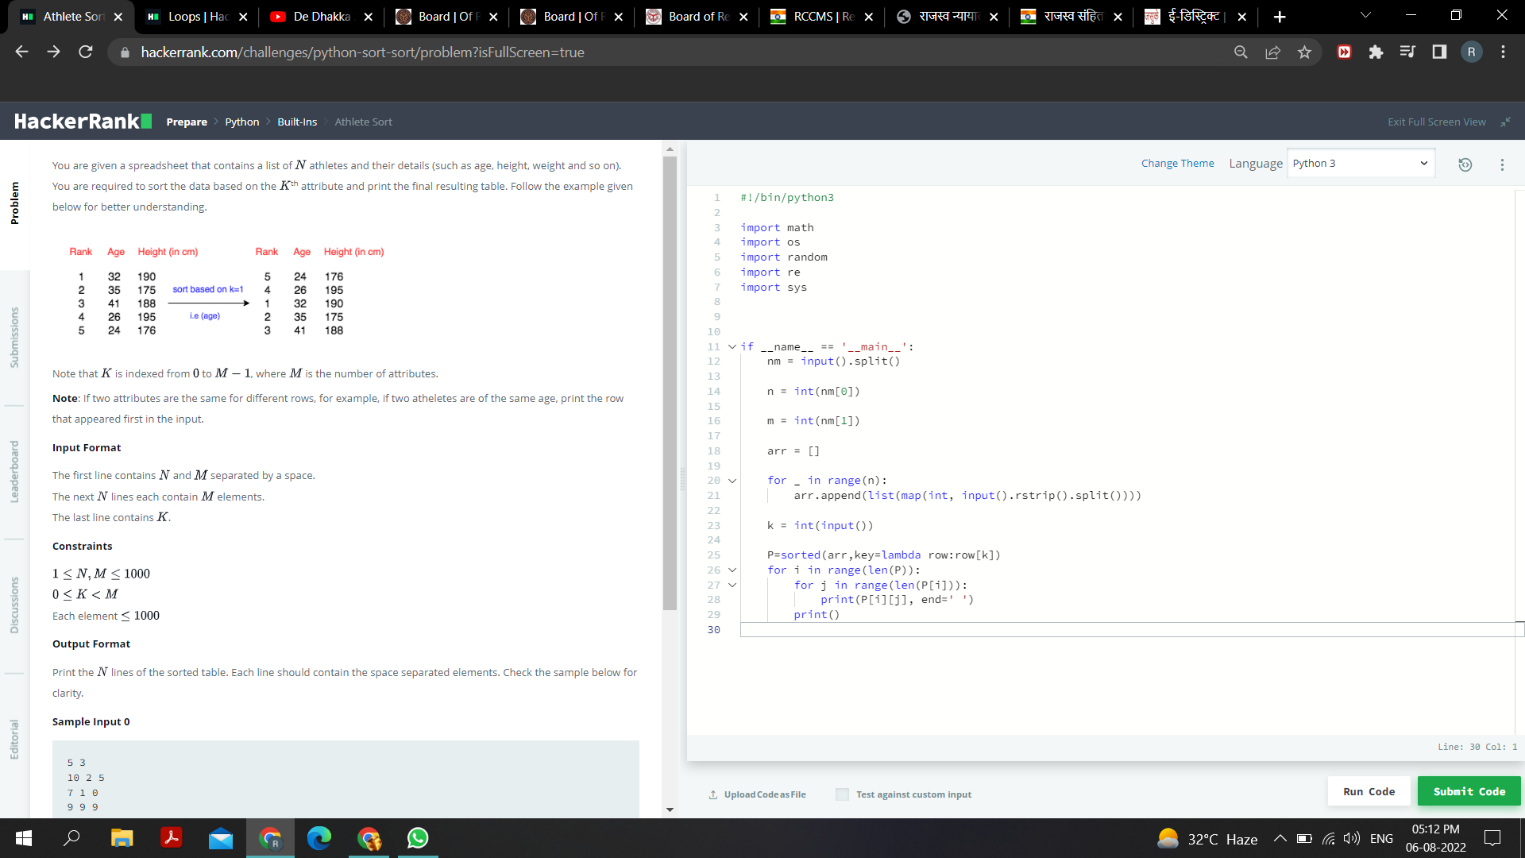 Athlete Sor
Loops | Hac
De Dhakka
Board | Of F
Board | Of F
Board of Re
RCCMS | Re
राजस्व न्याया
राजस्व संहित
ई-डिस्ट्रिक्ट |
hackerrank.com/challenges/python-sort-sort/problem?isFullScreen=true
R
HackerRank
Prepare > Python > Built-Ins > Athlete Sort
Exit Full Screen View
Problem
Submissions
Leaderboard
Discussions
Editorial
You are given a spreadsheet that contains a list of N athletes and their details (such as age, height, weight and so on).
You are required to sort the data based on the Kth attribute and print the final resulting table. Follow the example given
below for better understanding.
Rank Age Height (in cm) Rank Age Height (in cm)
1 32 190 5 24 176
2 35 175 sort based on k=1 4 26 195
3 41 188 1 32 190
4 26 195 i.e (age) 2 35 175
5 24 176 3 41 188
Note that K is indexed from 0 to M − 1, where M is the number of attributes.
Note: If two attributes are the same for different rows, for example, if two atheletes are of the same age, print the row
that appeared first in the input.
Input Format
The first line contains N and M separated by a space.
The next N lines each contain M elements.
The last line contains K.
Constraints
1 ≤ N, M ≤ 1000
0 ≤ K < M
Each element ≤ 1000
Output Format
Print the N lines of the sorted table. Each line should contain the space separated elements. Check the sample below for
clarity.
Sample Input 0
5 3
10 2 5
7 1 0
9 9 9
Change Theme Language Python 3
1 #!/bin/python3
2
3 import math
4 import os
5 import random
6 import re
7 import sys
8
9
10
11 if __name__ == '__main__':
12 nm = input().split()
13
14 n = int(nm[0])
15
16 m = int(nm[1])
17
18 arr = []
19
20 for _ in range(n):
21 arr.append(list(map(int, input().rstrip().split())))
22
23 k = int(input())
24
25 P=sorted(arr,key=lambda row:row[k])
26 for i in range(len(P)):
27 for j in range(len(P[i])):
28 print(P[i][j], end=' ')
29 print()
30
Line: 30 Col: 1
Upload Code as File
Test against custom input
Run Code
Submit Code
32°C Haze
ENG
05:12 PM
06-08-2022